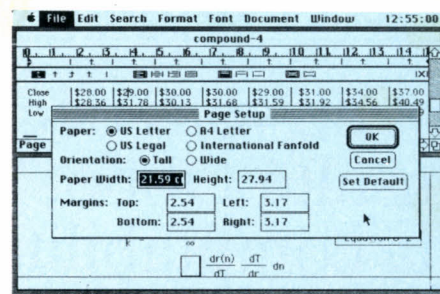 File Edit Search Format Font Document Window 12:55:00
compound-4
Close $28.00 $29.00 $30.00 $30.00 $29.00 $31.00 $34.00 $37.00
High $28.36 $31.78 $30.13 $31.68 $31.59 $31.92 $34.56 $40.49
Low
Page Setup
Paper: US Letter A4 Letter OK
US Legal International Fanfold
Page
Orientation: Tall Wide Cancel
Paper Width: 21.59 c Height: 27.94 Set Default
Margins: Top: 2.54 Left: 3.17
Bottom: 2.54 Right: 3.17
dr(n) dT
dT dr dn